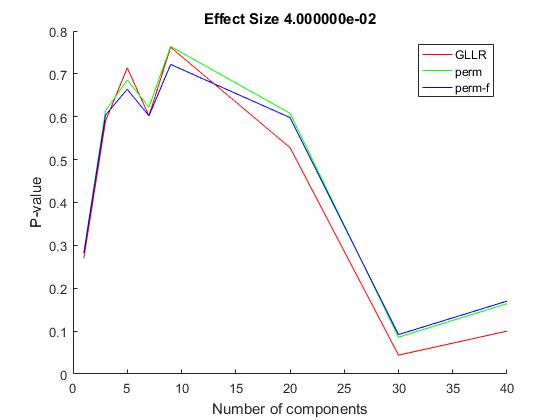 Effect Size 4.000000e-02
GLLR
perm
perm-f
P-value
0.8
0.7
0.6
0.5
0.4
0.3
0.2
0.1
0
0 5 10 15 20 25 30 35 40
Number of components